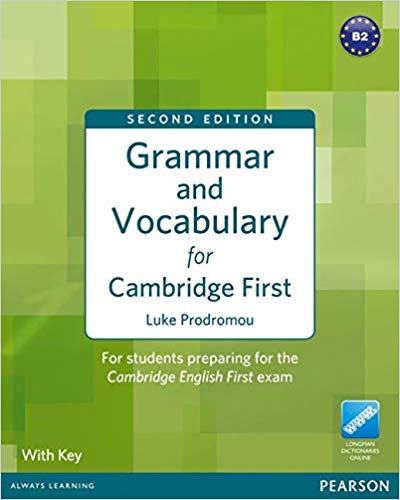 B2
SECOND EDITION
Grammar
and
Vocabulary
for
Cambridge First
Luke Prodromou
For students preparing for the
Cambridge English First exam
WWW
LONGMAN
DICTIONARIES
ONLINE
With Key
ALWAYS LEARNING
PEARSON